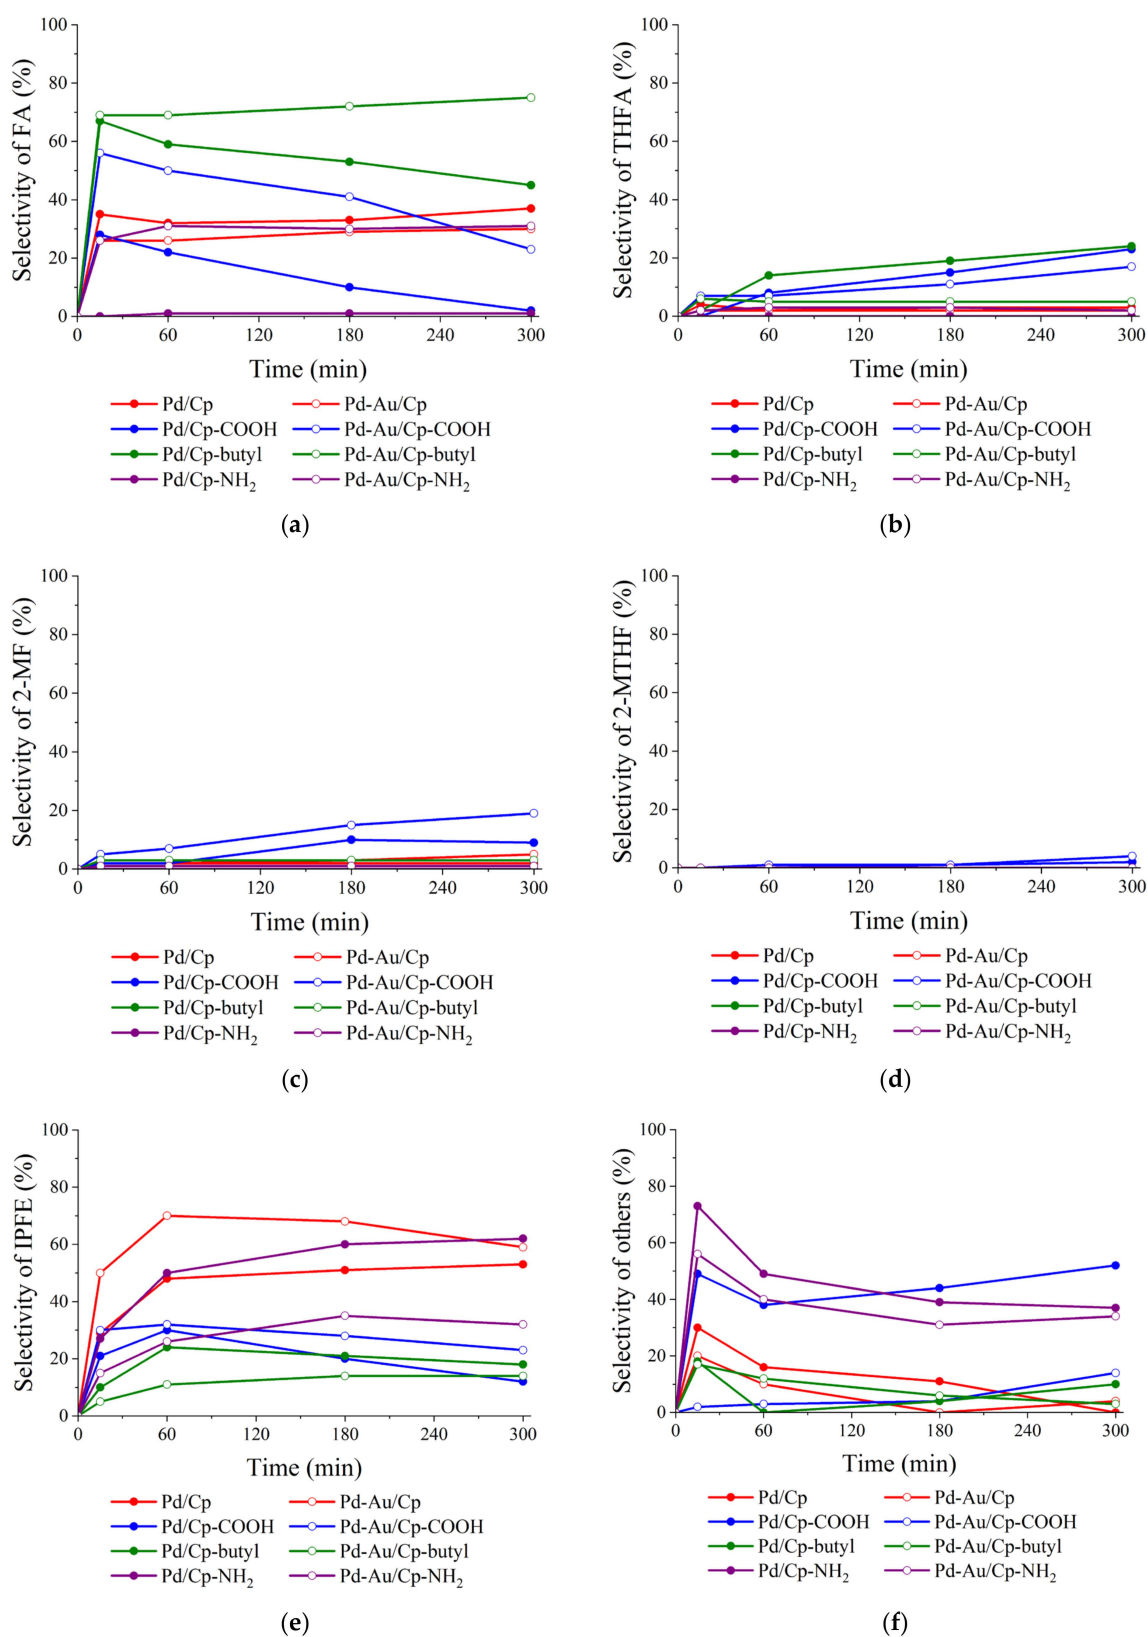 Selectivity of FA (%)
100
80
60
40
20
0
0 60 120 180 240 300
Time (min)
Pd/Cp Pd-Au/Cp
Pd/Cp-COOH Pd-Au/Cp-COOH
Pd/Cp-butyl Pd-Au/Cp-butyl
Pd/Cp-NH₂ Pd-Au/Cp-NH₂
(a)
Selectivity of THFA (%)
100
80
60
40
20
0
0 60 120 180 240 300
Time (min)
Pd/Cp Pd-Au/Cp
Pd/Cp-COOH Pd-Au/Cp-COOH
Pd/Cp-butyl Pd-Au/Cp-butyl
Pd/Cp-NH₂ Pd-Au/Cp-NH₂
(b)
Selectivity of 2-MF (%)
100
80
60
40
20
0
0 60 120 180 240 300
Time (min)
Pd/Cp Pd-Au/Cp
Pd/Cp-COOH Pd-Au/Cp-COOH
Pd/Cp-butyl Pd-Au/Cp-butyl
Pd/Cp-NH₂ Pd-Au/Cp-NH₂
(c)
Selectivity of 2-MTHF (%)
100
80
60
40
20
0
0 60 120 180 240 300
Time (min)
Pd/Cp Pd-Au/Cp
Pd/Cp-COOH Pd-Au/Cp-COOH
Pd/Cp-butyl Pd-Au/Cp-butyl
Pd/Cp-NH₂ Pd-Au/Cp-NH₂
(d)
Selectivity of IPFE (%)
100
80
60
40
20
0
0 60 120 180 240 300
Time (min)
Pd/Cp Pd-Au/Cp
Pd/Cp-COOH Pd-Au/Cp-COOH
Pd/Cp-butyl Pd-Au/Cp-butyl
Pd/Cp-NH₂ Pd-Au/Cp-NH₂
(e)
Selectivity of others (%)
100
80
60
40
20
0
0 60 120 180 240 300
Time (min)
Pd/Cp Pd-Au/Cp
Pd/Cp-COOH Pd-Au/Cp-COOH
Pd/Cp-butyl Pd-Au/Cp-butyl
Pd/Cp-NH₂ Pd-Au/Cp-NH₂
(f)